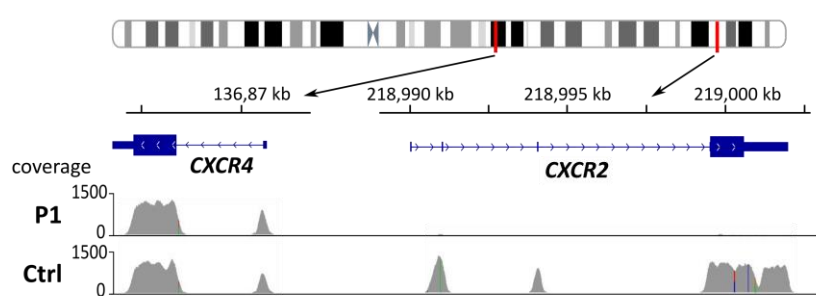 136,87 kb 218,990 kb 218,995 kb 219,000 kb
CXCR4 CXCR2
coverage
P1 1500
0
Ctrl 1500
0